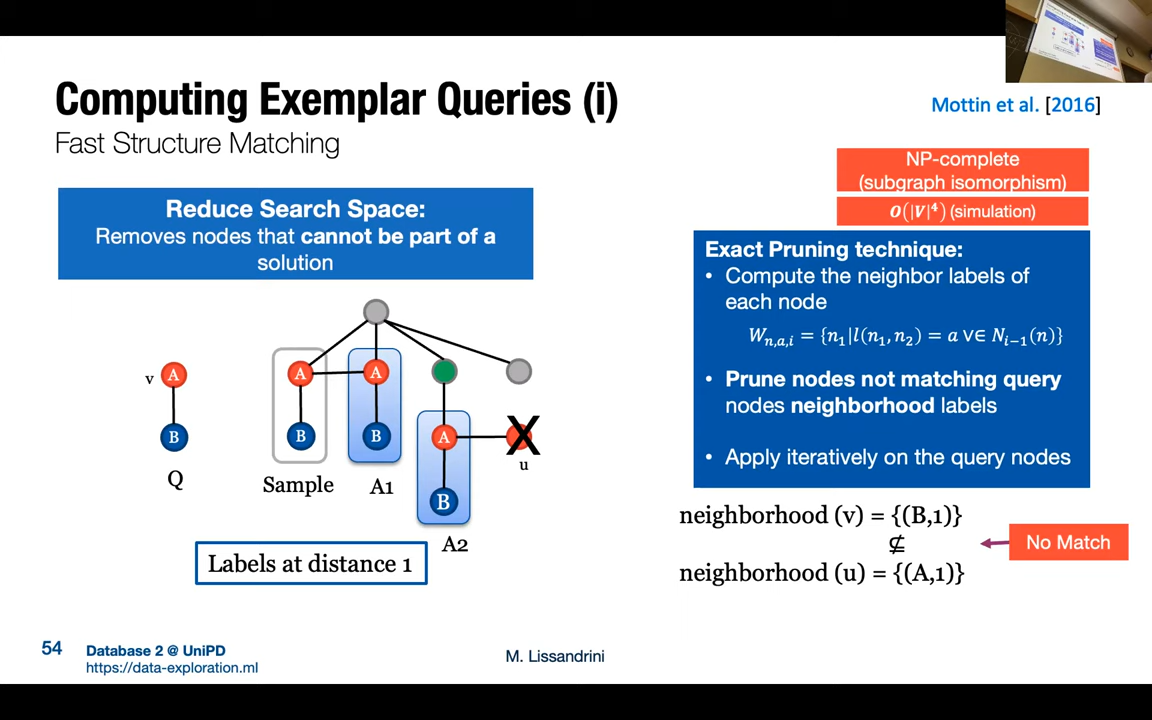 Computing Exemplar Queries (i)
Fast Structure Matching
Mottin et al. [2016]
NP-complete
(subgraph isomorphism)
O(|V|⁴) (simulation)
Reduce Search Space:
Removes nodes that cannot be part of a
solution
Exact Pruning technique:
• Compute the neighbor labels of
each node
W_{n,a,i} = {n₁|l(n₁, n₂) = a ∨∈ N_{i−1}(n)}
• Prune nodes not matching query
nodes neighborhood labels
• Apply iteratively on the query nodes
v A
B
Q
A
B
Sample
A
B
A1
A
B
A2
X
u
Labels at distance 1
neighborhood (v) = {(B,1)}
⊈
No Match
neighborhood (u) = {(A,1)}
54
Database 2 @ UniPD
https://data-exploration.ml
M. Lissandrini